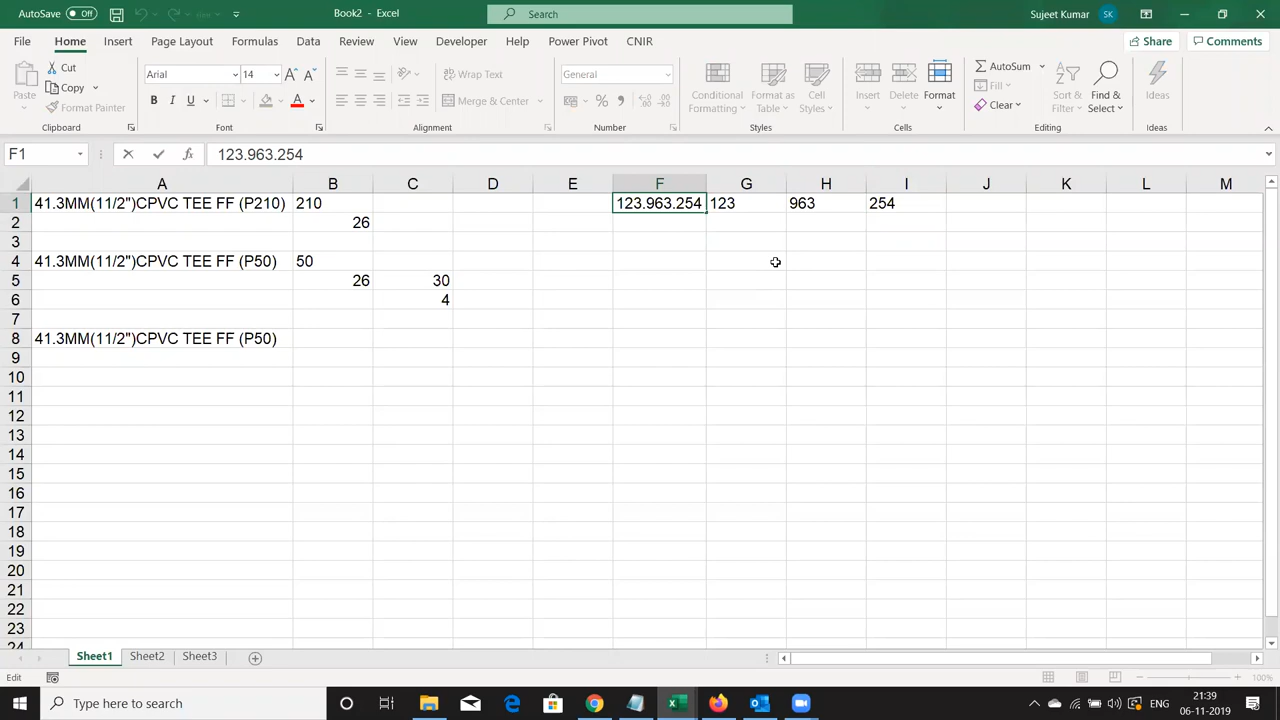 AutoSave Off Book2 - Excel Search Sujeet Kumar SK
File Home Insert Page Layout Formulas Data Review View Developer Help Power Pivot CNIR Share Comments
Paste Cut Copy Format Painter Clipboard
Arial 14 A A B I U A Font
Wrap Text Merge & Center Alignment
General % Number
Conditional Formatting Format as Table Cell Styles Styles
Insert Delete Format Cells
AutoSum Fill Clear Sort & Filter Find & Select Editing
Ideas Ideas
F1 fx 123.963.254
A B C D E F G H I J K L M
1 41.3MM(11/2")CPVC TEE FF (P210) 210 123.963.254 123 963 254
2 26
3
4 41.3MM(11/2")CPVC TEE FF (P50) 50
5 26 30
6 4
7
8 41.3MM(11/2")CPVC TEE FF (P50)
9
10
11
12
13
14
15
16
17
18
19
20
21
22
23
24
Sheet1 Sheet2 Sheet3
Edit 100%
Type here to search 21:39
06-11-2019